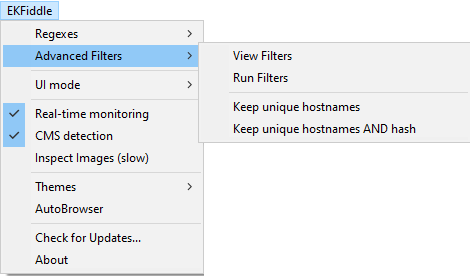 EKFiddle
Regexes
Advanced Filters
UI mode
Real-time monitoring
CMS detection
Inspect Images (slow)
Themes
AutoBrowser
Check for Updates...
About
View Filters
Run Filters
Keep unique hostnames
Keep unique hostnames AND hash